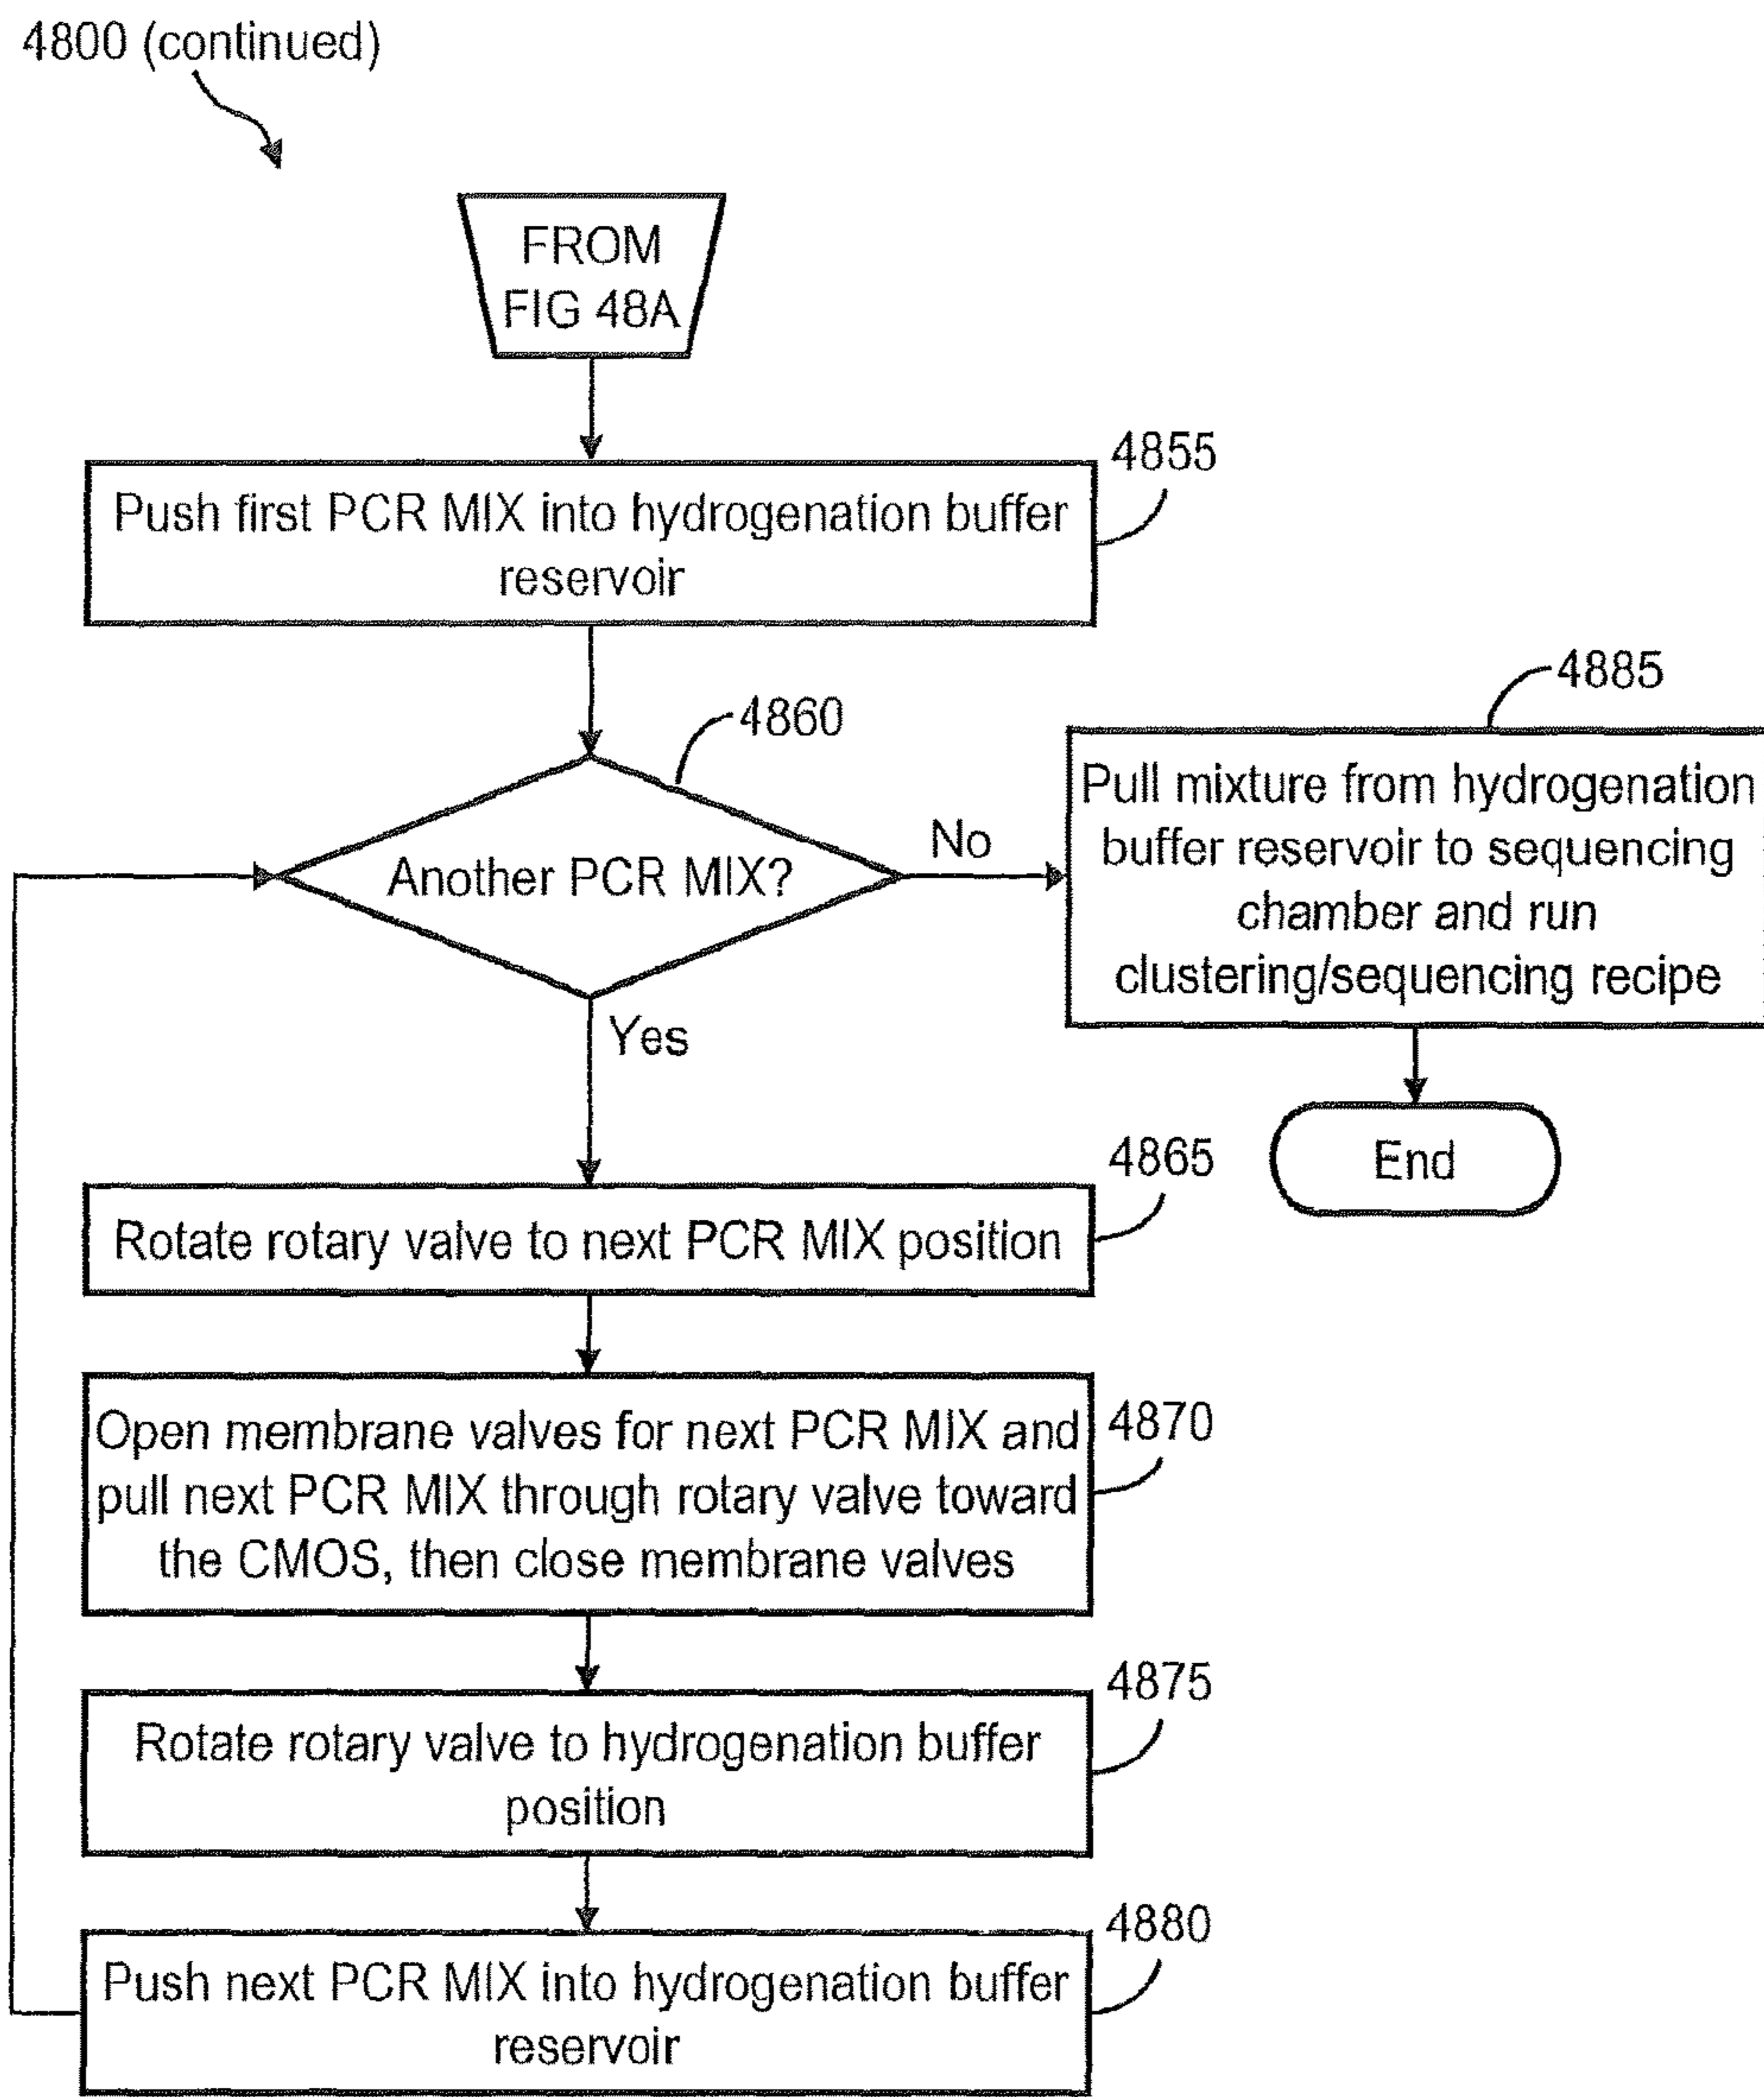 4800 (continued)
FROM
FIG 48A
4855
Push first PCR MIX into hydrogenation buffer
reservoir
4860
Another PCR MIX?
No
Yes
4885
Pull mixture from hydrogenation
buffer reservoir to sequencing
chamber and run
clustering/sequencing recipe
End
4865
Rotate rotary valve to next PCR MIX position
4870
Open membrane valves for next PCR MIX and
pull next PCR MIX through rotary valve toward
the CMOS, then close membrane valves
4875
Rotate rotary valve to hydrogenation buffer
position
4880
Push next PCR MIX into hydrogenation buffer
reservoir